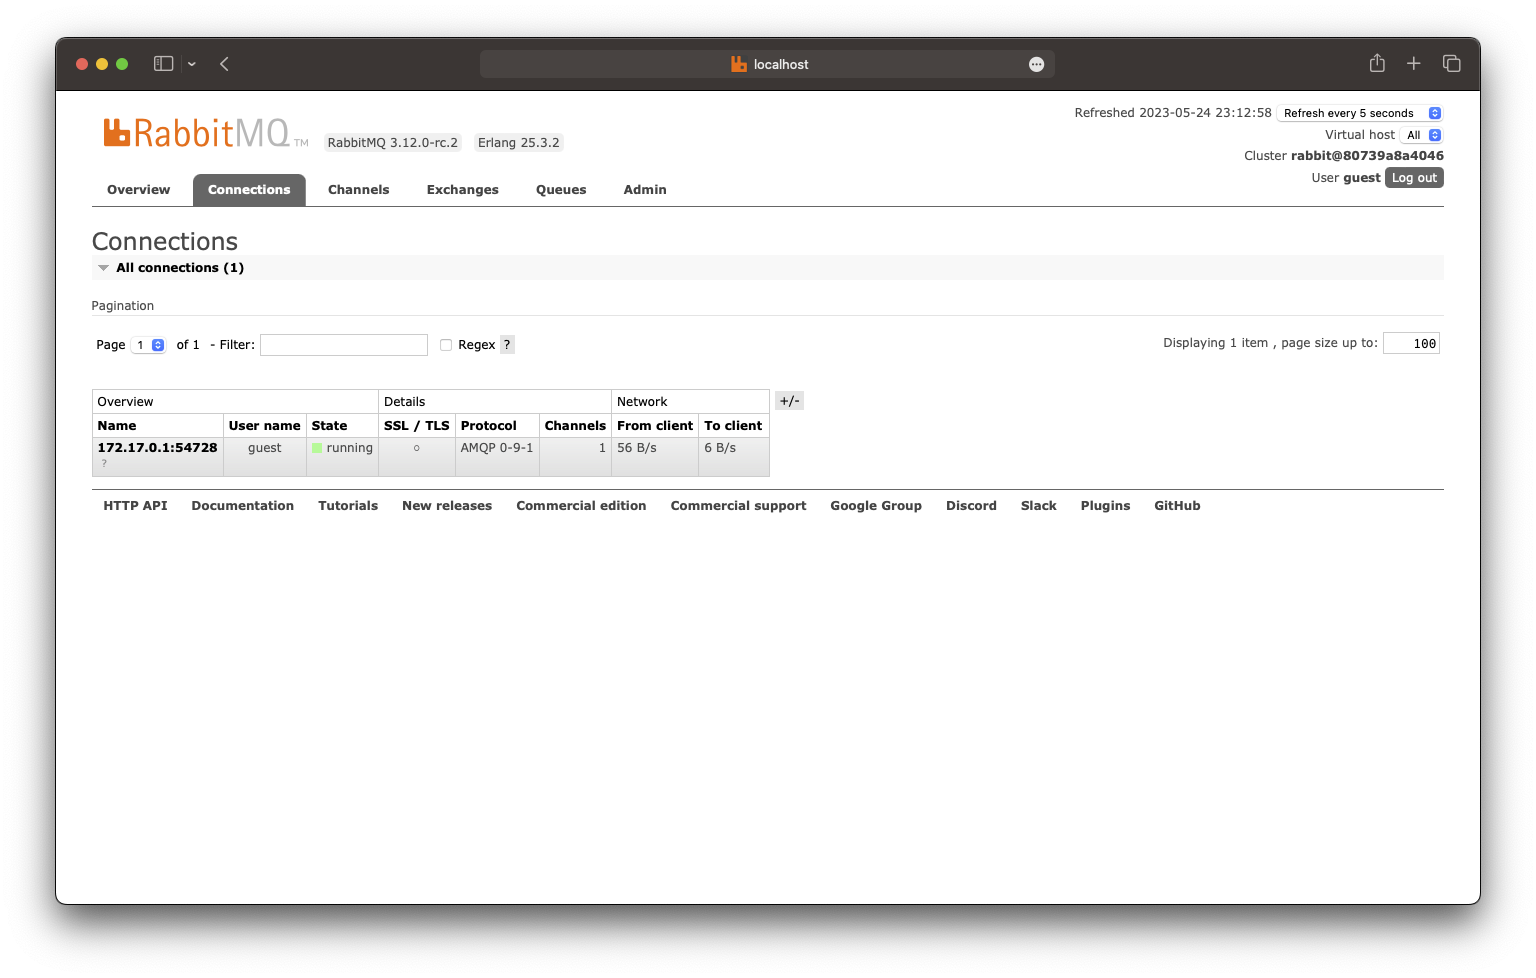 localhost
RabbitMQ TM RabbitMQ 3.12.0-rc.2 Erlang 25.3.2
Refreshed 2023-05-24 23:12:58 Refresh every 5 seconds
Virtual host All
Cluster rabbit@80739a8a4046
User guest Log out
Overview Connections Channels Exchanges Queues Admin
Connections
All connections (1)
Pagination
Page 1 of 1 - Filter: Regex ? Displaying 1 item , page size up to: 100
Overview Details Network +/-
Name User name State SSL / TLS Protocol Channels From client To client
172.17.0.1:54728 guest running ○ AMQP 0-9-1 1 56 B/s 6 B/s
?
HTTP API Documentation Tutorials New releases Commercial edition Commercial support Google Group Discord Slack Plugins GitHub